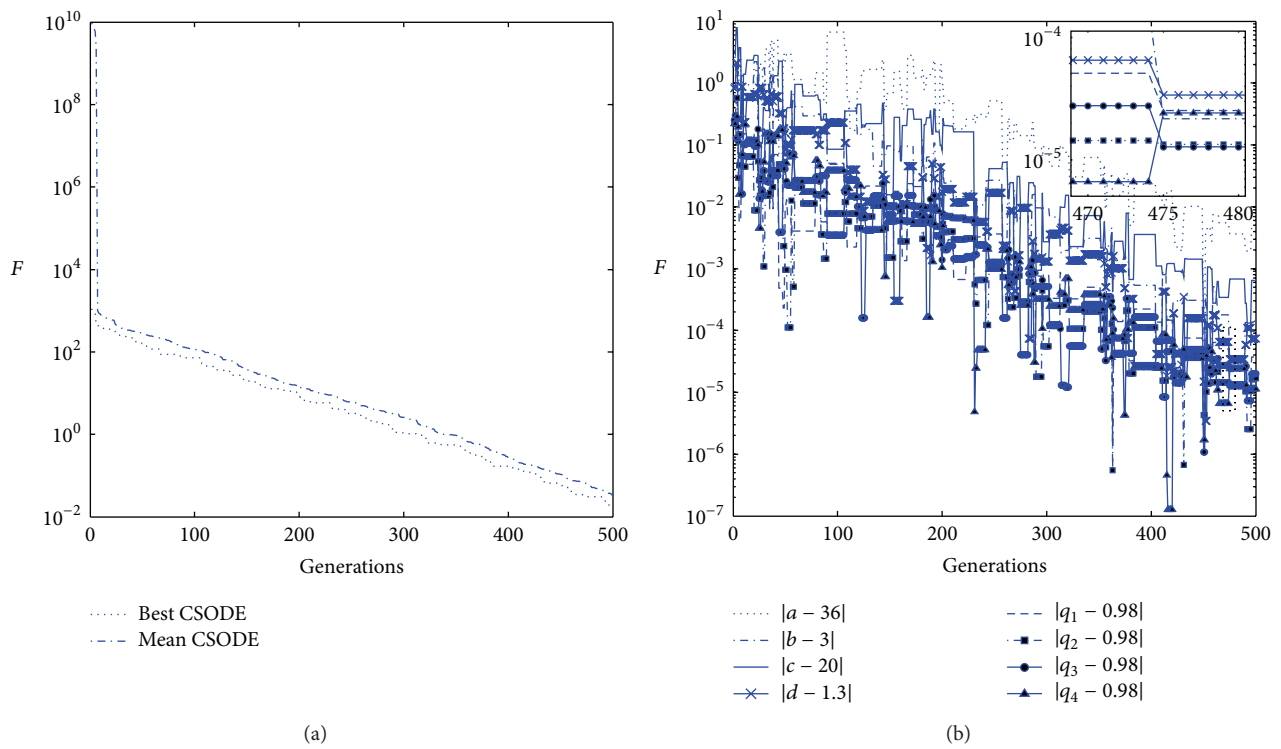 10^10
10^8
10^6
10^4
F
10^2
10^0
10^−2
0
100
200
300
400
500
Generations
Best CSODE
Mean CSODE
(a)
10^1
10^0
10^−1
10^−2
F
10^−3
10^−4
10^−5
10^−6
10^−7
0
100
200
300
400
500
Generations
10^−4
10^−5
470
475
480
|a − 36|
|b − 3|
|c − 20|
|d − 1.3|
|q₁ − 0.98|
|q₂ − 0.98|
|q₃ − 0.98|
|q₄ − 0.98|
(b)